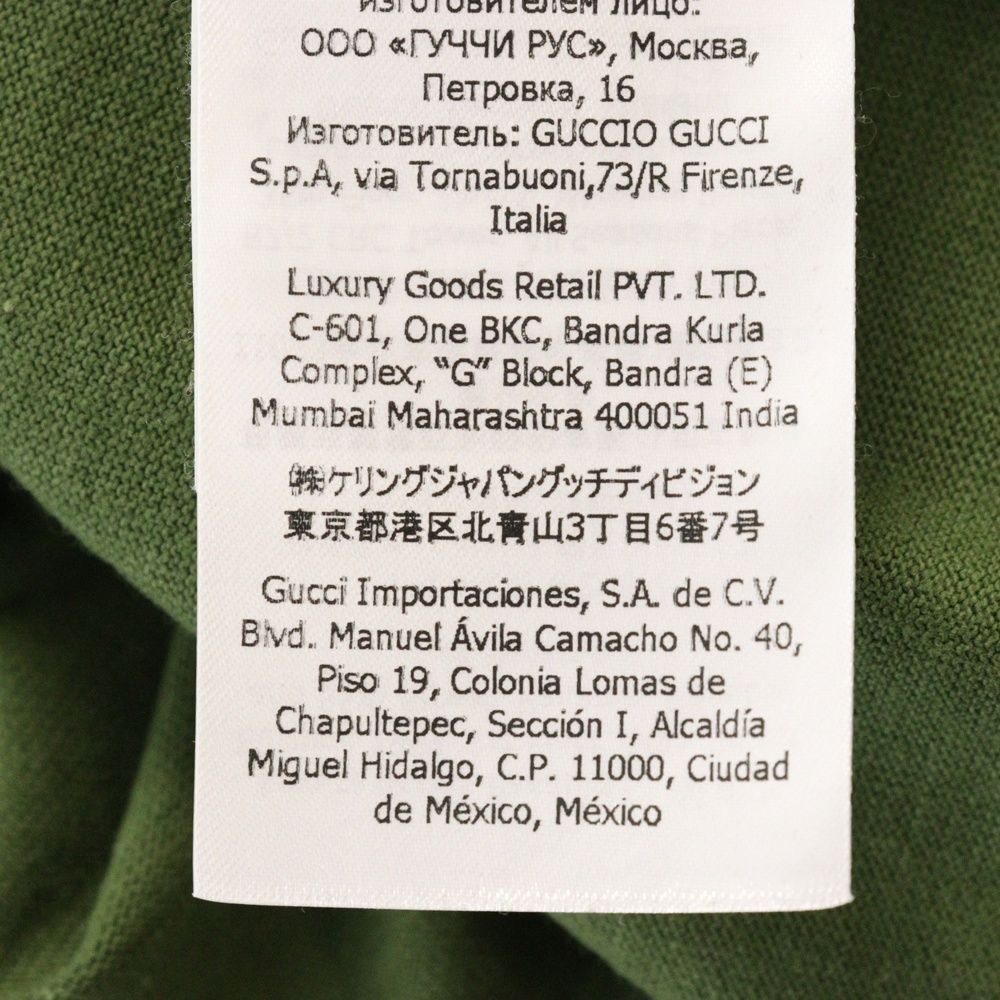 изготовителем лицо:
ООО «ГУЧЧИ РУС», Москва,
Петровка, 16
Изготовитель: GUCCIO GUCCI
S.p.A, via Tornabuoni,73/R Firenze,
Italia
Luxury Goods Retail PVT. LTD.
C-601, One BKC, Bandra Kurla
Complex, “G” Block, Bandra (E)
Mumbai Maharashtra 400051 India
㈱ケリングジャパングッチディビジョン
東京都港区北青山3丁目6番7号
Gucci Importaciones, S.A. de C.V.
Blvd. Manuel Ávila Camacho No. 40,
Piso 19, Colonia Lomas de
Chapultepec, Sección I, Alcaldía
Miguel Hidalgo, C.P. 11000, Ciudad
de México, México